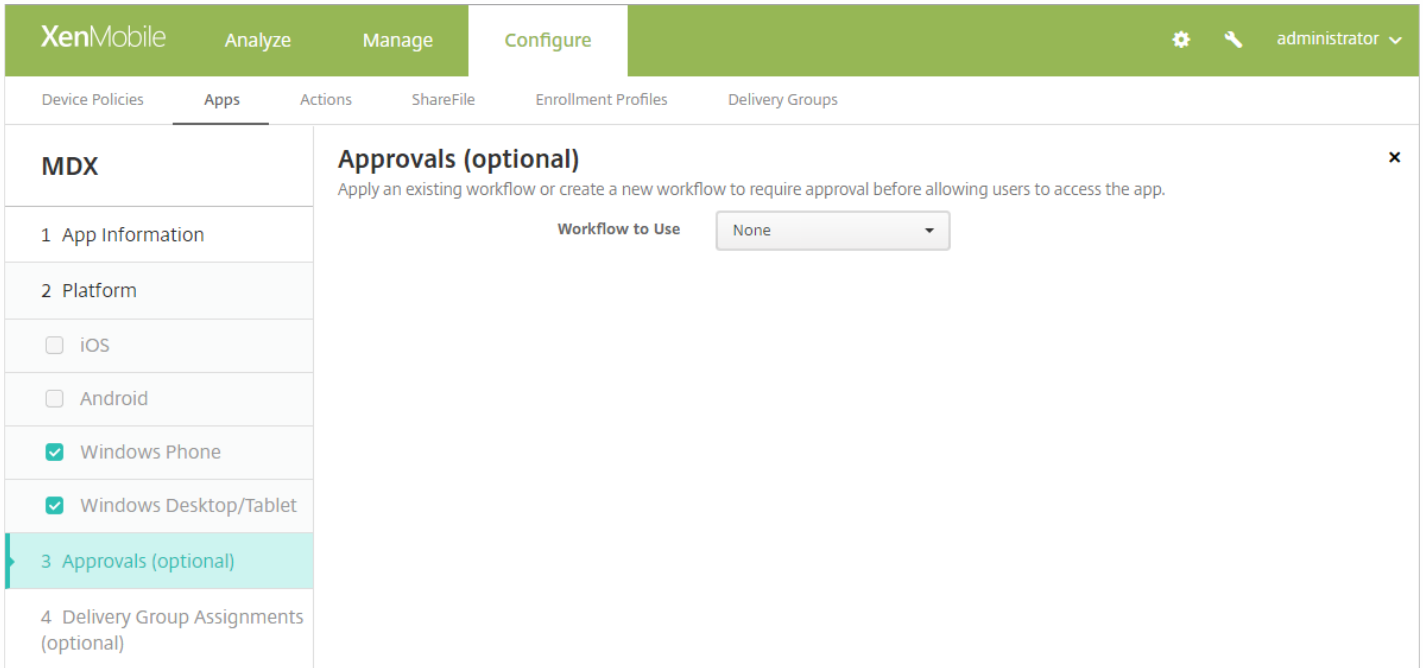 XenMobile Analyze Manage Configure administrator
Device Policies Apps Actions ShareFile Enrollment Profiles Delivery Groups
MDX
1 App Information
2 Platform
iOS
Android
Windows Phone
Windows Desktop/Tablet
3 Approvals (optional)
4 Delivery Group Assignments
(optional)
Approvals (optional)
Apply an existing workflow or create a new workflow to require approval before allowing users to access the app.
Workflow to Use None